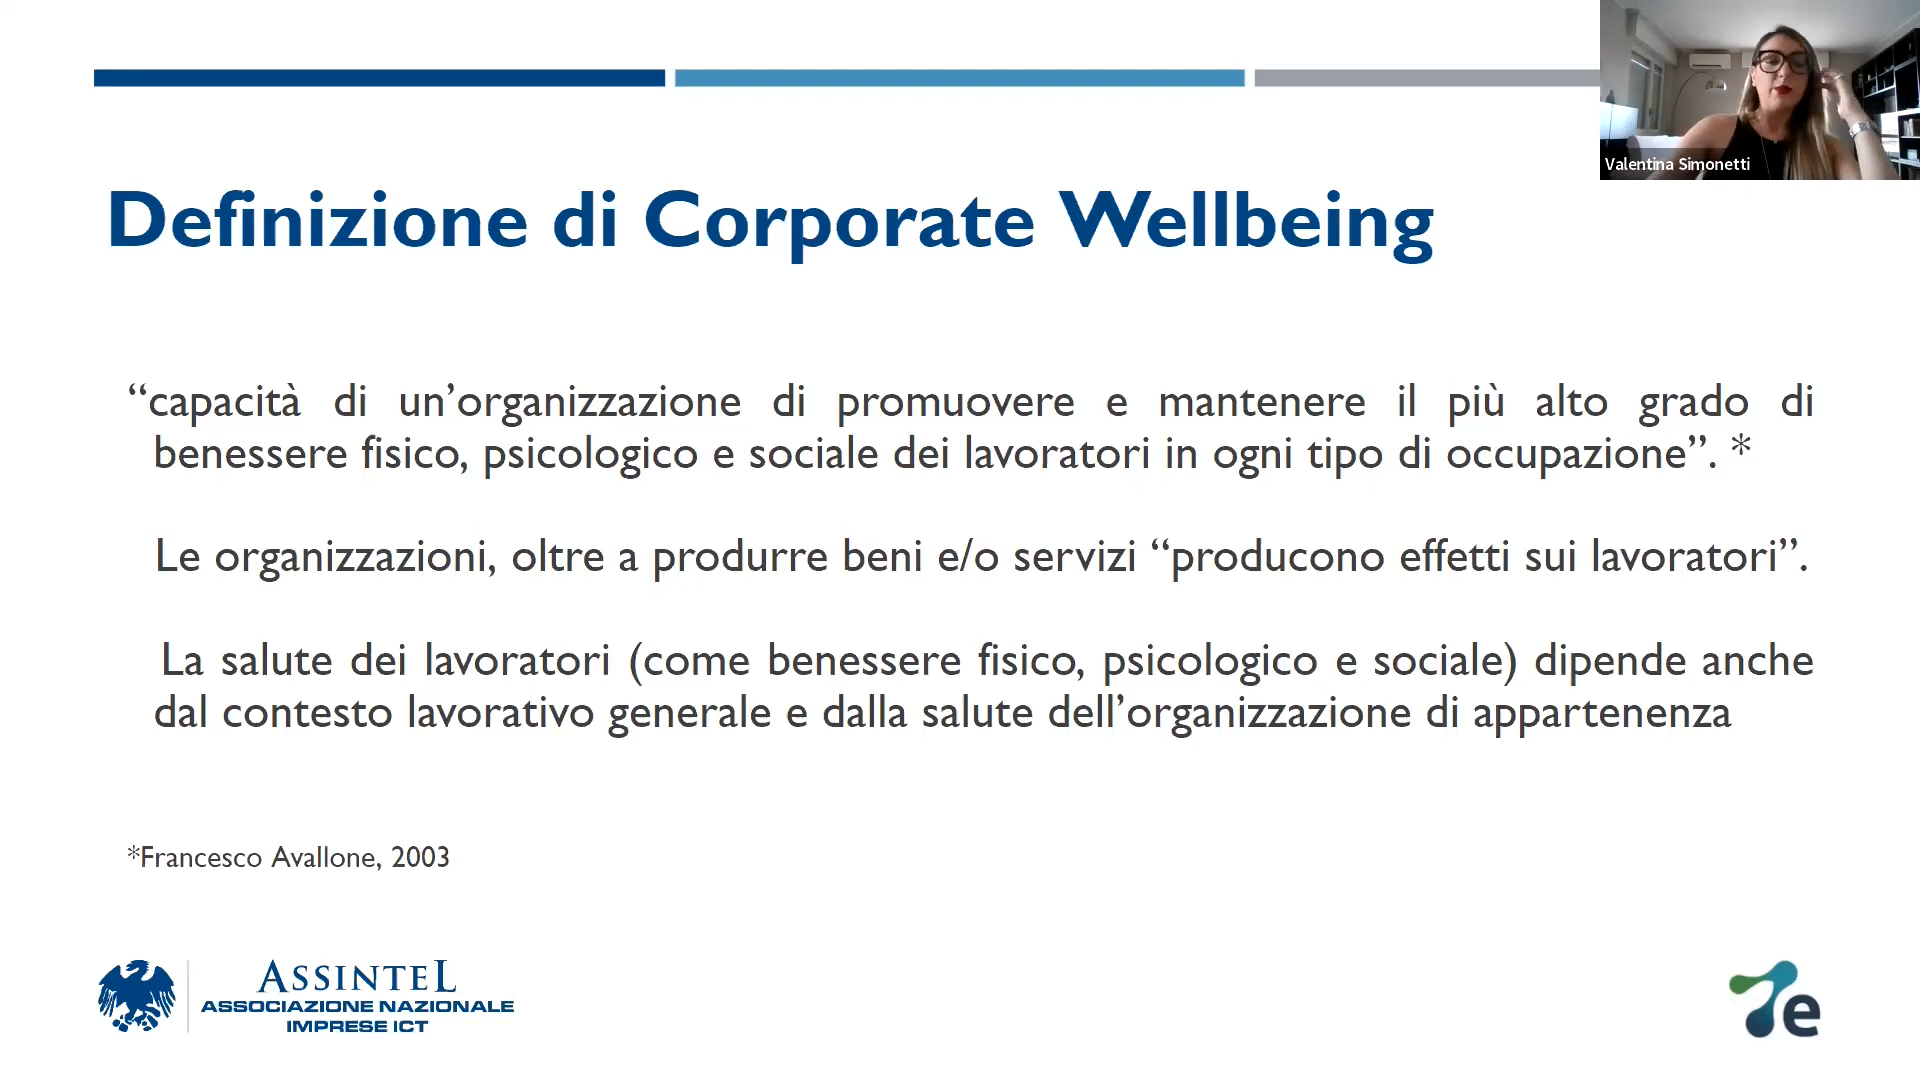 Valentina Simonetti
Definizione di Corporate Wellbeing
“capacità di un’organizzazione di promuovere e mantenere il più alto grado di
benessere fisico, psicologico e sociale dei lavoratori in ogni tipo di occupazione”. *
Le organizzazioni, oltre a produrre beni e/o servizi “producono effetti sui lavoratori”.
La salute dei lavoratori (come benessere fisico, psicologico e sociale) dipende anche
dal contesto lavorativo generale e dalla salute dell’organizzazione di appartenenza
*Francesco Avallone, 2003
ASSINTEL
ASSOCIAZIONE NAZIONALE
IMPRESE ICT
e